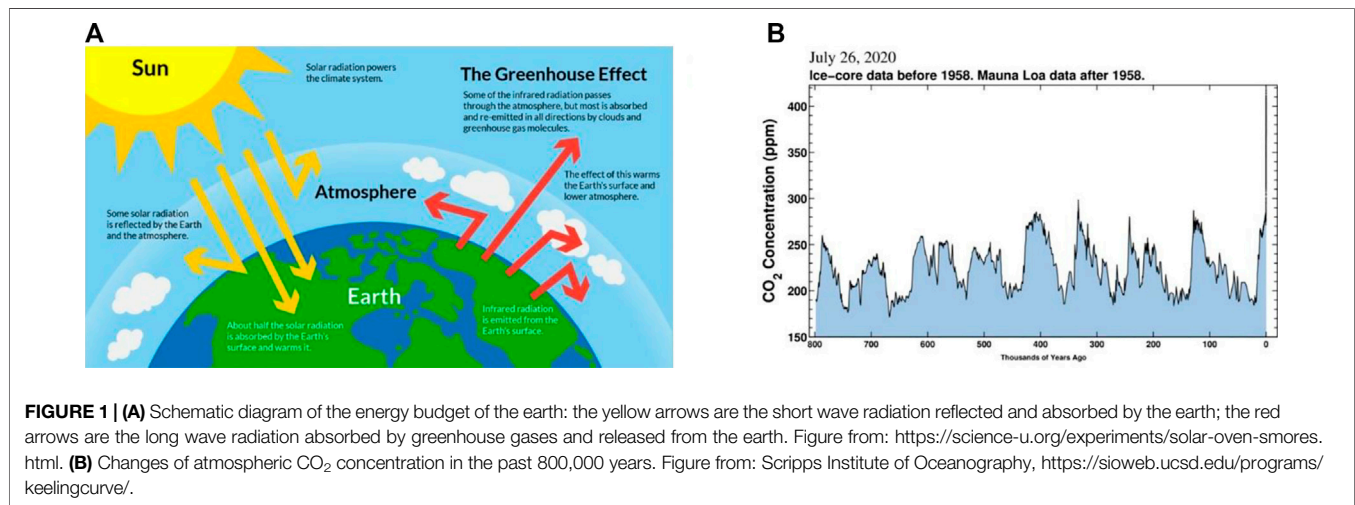 A
Sun
Solar radiation powers
the climate system.
The Greenhouse Effect
Some of the infrared radiation passes
through the atmosphere, but most is absorbed
and re-emitted in all directions by clouds and
greenhouse gas molecules.
The effect of this warms
the Earth's surface and
lower atmosphere.
Atmosphere
Some solar radiation
is reflected by the Earth
and the atmosphere.
Earth
About half the solar radiation
is absorbed by the Earth's
surface and warms it.
Infrared radiation
is emitted from the
Earth's surface.
B
July 26, 2020
Ice-core data before 1958. Mauna Loa data after 1958.
CO2 Concentration (ppm)
400
350
300
250
200
150
800 700 600 500 400 300 200 100 0
Thousands of Years Ago
FIGURE 1 | (A) Schematic diagram of the energy budget of the earth: the yellow arrows are the short wave radiation reflected and absorbed by the earth; the red
arrows are the long wave radiation absorbed by greenhouse gases and released from the earth. Figure from: https://science-u.org/experiments/solar-oven-smores.
html. (B) Changes of atmospheric CO2 concentration in the past 800,000 years. Figure from: Scripps Institute of Oceanography, https://sioweb.ucsd.edu/programs/
keelingcurve/.